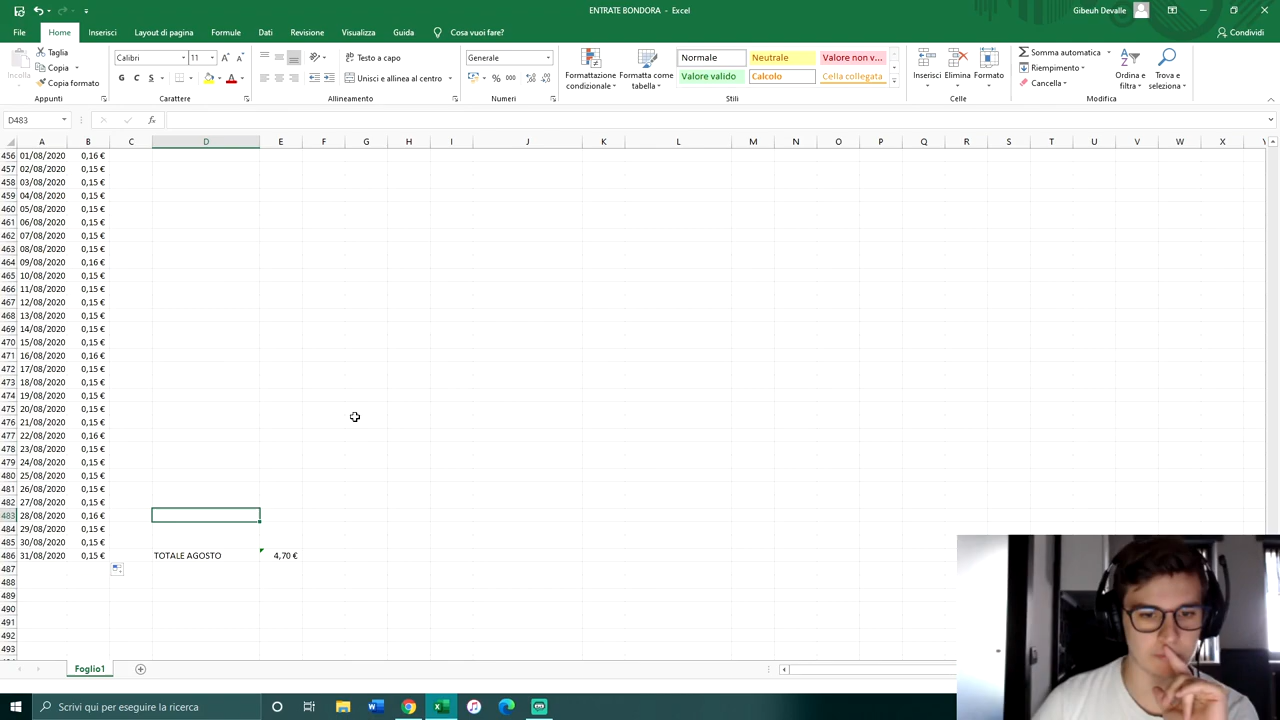 ENTRATE BONDORA - Excel
Gibeuh Devalle
File Home Inserisci Layout di pagina Formule Dati Revisione Visualizza Guida Cosa vuoi fare? Condividi
Incolla
Taglia
Copia
Copia formato
Calibri 11
G C S
Testo a capo
Unisci e allinea al centro
Generale
% 000
Formattazione condizionale
Formatta come tabella
Normale Neutrale Valore non v...
Valore valido Calcolo Cella collegata
Inserisci Elimina Formato
Somma automatica
Riempimento
Cancella
Ordina e filtra
Trova e seleziona
Appunti Carattere Allineamento Numeri Stili Celle Modifica
D483 fx
A B C D E F G H I J K L M N O P Q R S T U V W X
456 01/08/2020 0,16 €
457 02/08/2020 0,15 €
458 03/08/2020 0,15 €
459 04/08/2020 0,15 €
460 05/08/2020 0,15 €
461 06/08/2020 0,15 €
462 07/08/2020 0,15 €
463 08/08/2020 0,15 €
464 09/08/2020 0,16 €
465 10/08/2020 0,15 €
466 11/08/2020 0,15 €
467 12/08/2020 0,15 €
468 13/08/2020 0,15 €
469 14/08/2020 0,15 €
470 15/08/2020 0,15 €
471 16/08/2020 0,16 €
472 17/08/2020 0,15 €
473 18/08/2020 0,15 €
474 19/08/2020 0,15 €
475 20/08/2020 0,15 €
476 21/08/2020 0,15 €
477 22/08/2020 0,16 €
478 23/08/2020 0,15 €
479 24/08/2020 0,15 €
480 25/08/2020 0,15 €
481 26/08/2020 0,15 €
482 27/08/2020 0,15 €
483 28/08/2020 0,16 €
484 29/08/2020 0,15 €
485 30/08/2020 0,15 €
486 31/08/2020 0,15 € TOTALE AGOSTO 4,70 €
487
488
489
490
491
492
493
Foglio1
Scrivi qui per eseguire la ricerca